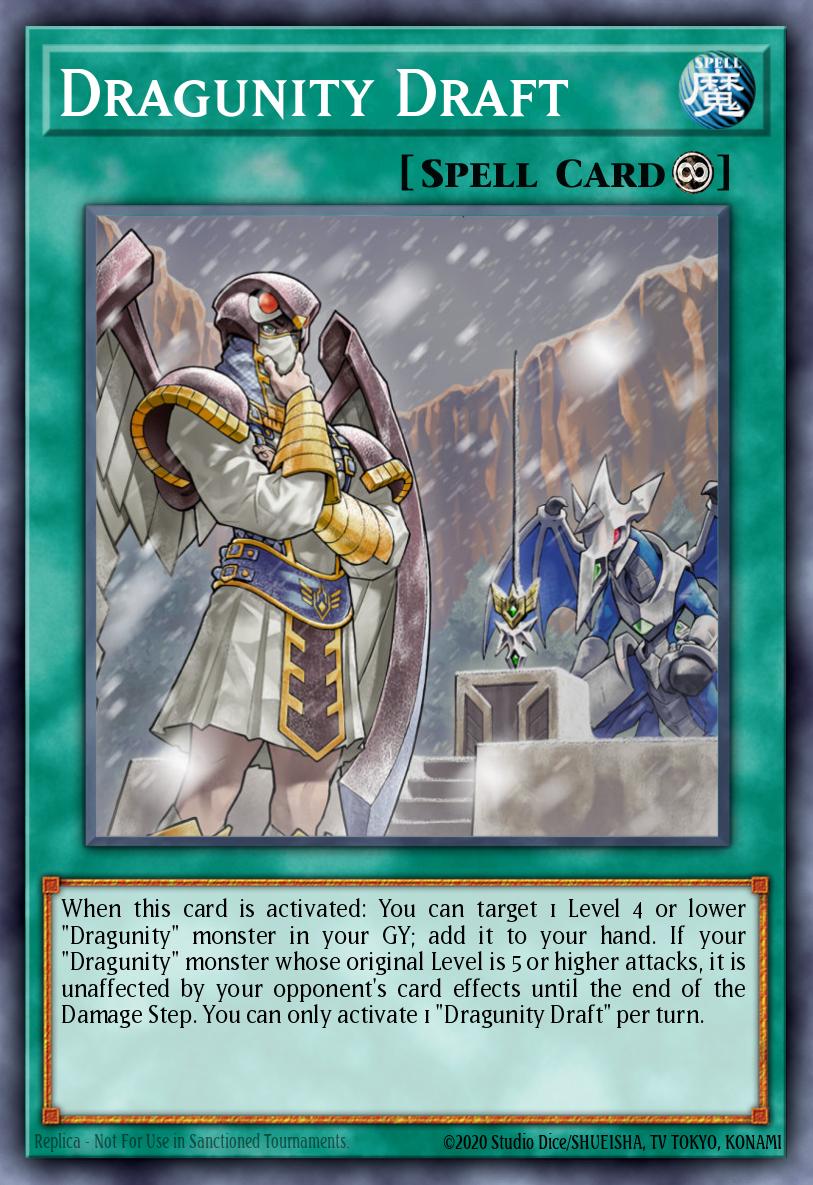 Dragunity Draft
SPELL
魔
[Spell Card]
When this card is activated: You can target 1 Level 4 or lower
"Dragunity" monster in your GY; add it to your hand. If your
"Dragunity" monster whose original Level is 5 or higher attacks, it is
unaffected by your opponent's card effects until the end of the
Damage Step. You can only activate 1 "Dragunity Draft" per turn.
Replica - Not For Use in Sanctioned Tournaments.
©2020 Studio Dice/SHUEISHA, TV TOKYO, KONAMI